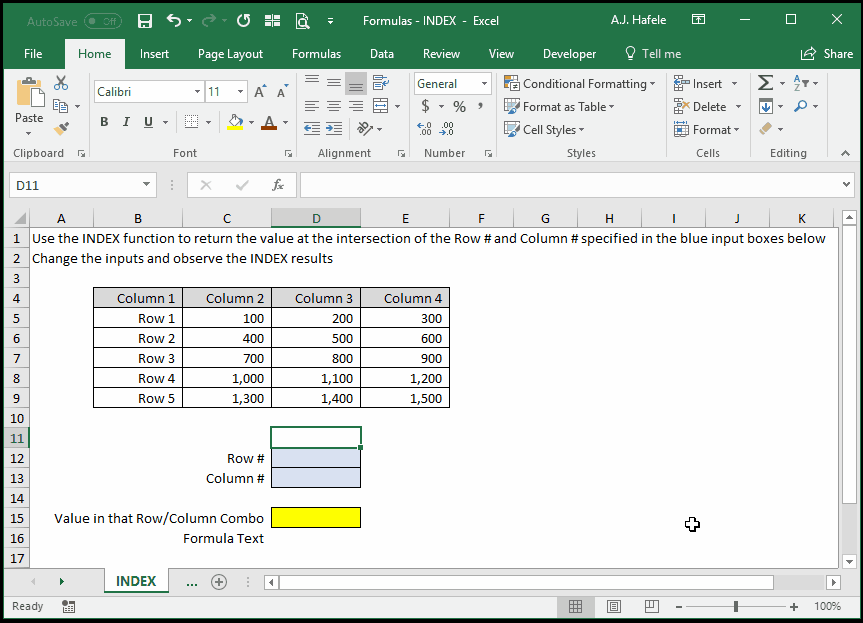 AutoSave Off Formulas - INDEX - Excel A.J. Hafele
File Home Insert Page Layout Formulas Data Review View Developer Tell me Share
Paste
Calibri 11
B I U A A A
General
$ % ,
Conditional Formatting
Format as Table
Cell Styles
Insert
Delete
Format
Clipboard Font Alignment Number Styles Cells Editing
D11 fx
A B C D E F G H I J K
1 Use the INDEX function to return the value at the intersection of the Row # and Column # specified in the blue input boxes below
2 Change the inputs and observe the INDEX results
3
4 Column 1 Column 2 Column 3 Column 4
5 Row 1 100 200 300
6 Row 2 400 500 600
7 Row 3 700 800 900
8 Row 4 1,000 1,100 1,200
9 Row 5 1,300 1,400 1,500
10
11
12 Row #
13 Column #
14
15 Value in that Row/Column Combo
16 Formula Text
17
INDEX ...
Ready 100%